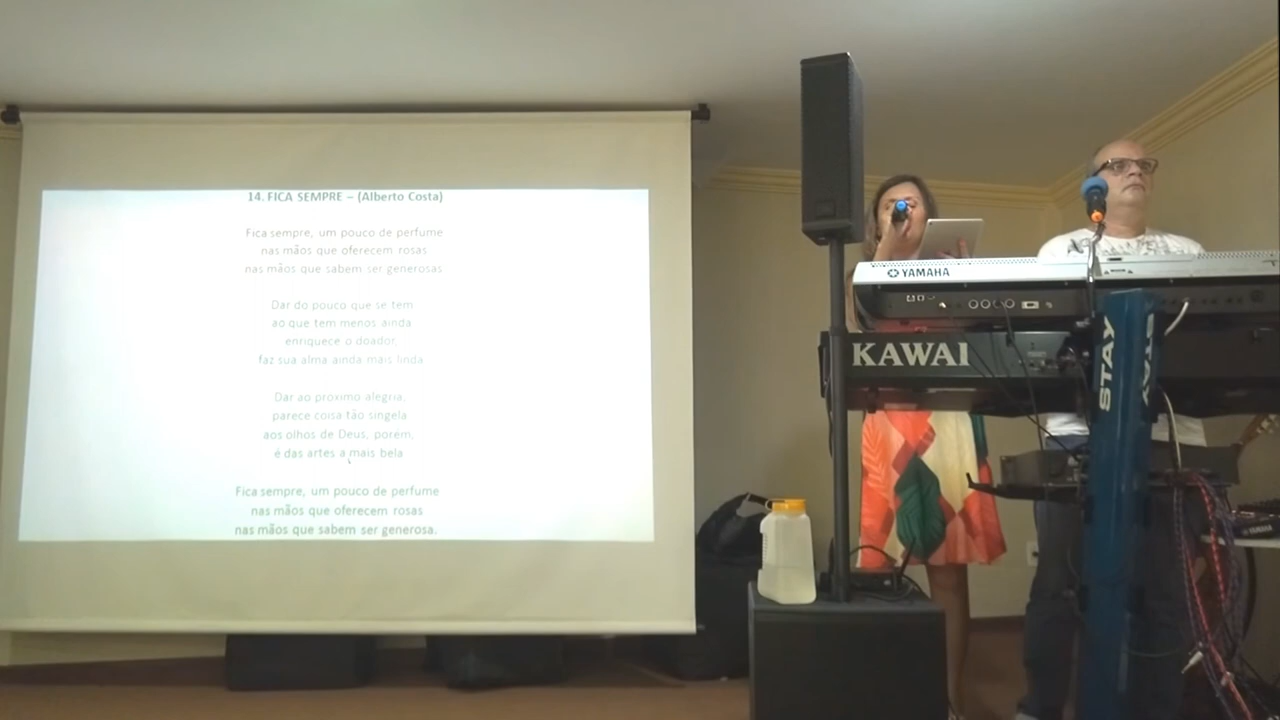 14. FICA SEMPRE – (Alberto Costa)
Fica sempre, um pouco de perfume
nas mãos que oferecem rosas
nas mãos que sabem ser generosas
Dar do pouco que se tem
ao que tem menos ainda
enriquece o doador,
faz sua alma ainda mais linda
Dar ao próximo alegria,
parece coisa tão singela
aos olhos de Deus, porém,
é das artes a mais bela
Fica sempre, um pouco de perfume
nas mãos que oferecem rosas
nas mãos que sabem ser generosa.
YAMAHA
KAWAI
STAY
STAY
YAMAHA